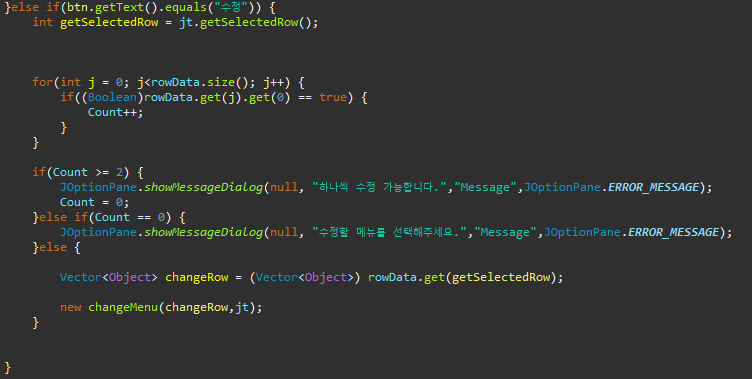 }else if(btn.getText().equals("수정")) {
int getSelectedRow = jt.getSelectedRow();
for(int j = 0; j<rowData.size(); j++) {
if((Boolean)rowData.get(j).get(0) == true) {
Count++;
}
}
if(Count >= 2) {
JOptionPane.showMessageDialog(null, "하나씩 수정 가능합니다.","Message",JOptionPane.ERROR_MESSAGE);
Count = 0;
}else if(Count == 0) {
JOptionPane.showMessageDialog(null, "수정할 메뉴를 선택해주세요.","Message",JOptionPane.ERROR_MESSAGE);
}else {
Vector<Object> changeRow = (Vector<Object>) rowData.get(getSelectedRow);
new changeMenu(changeRow,jt);
}
}